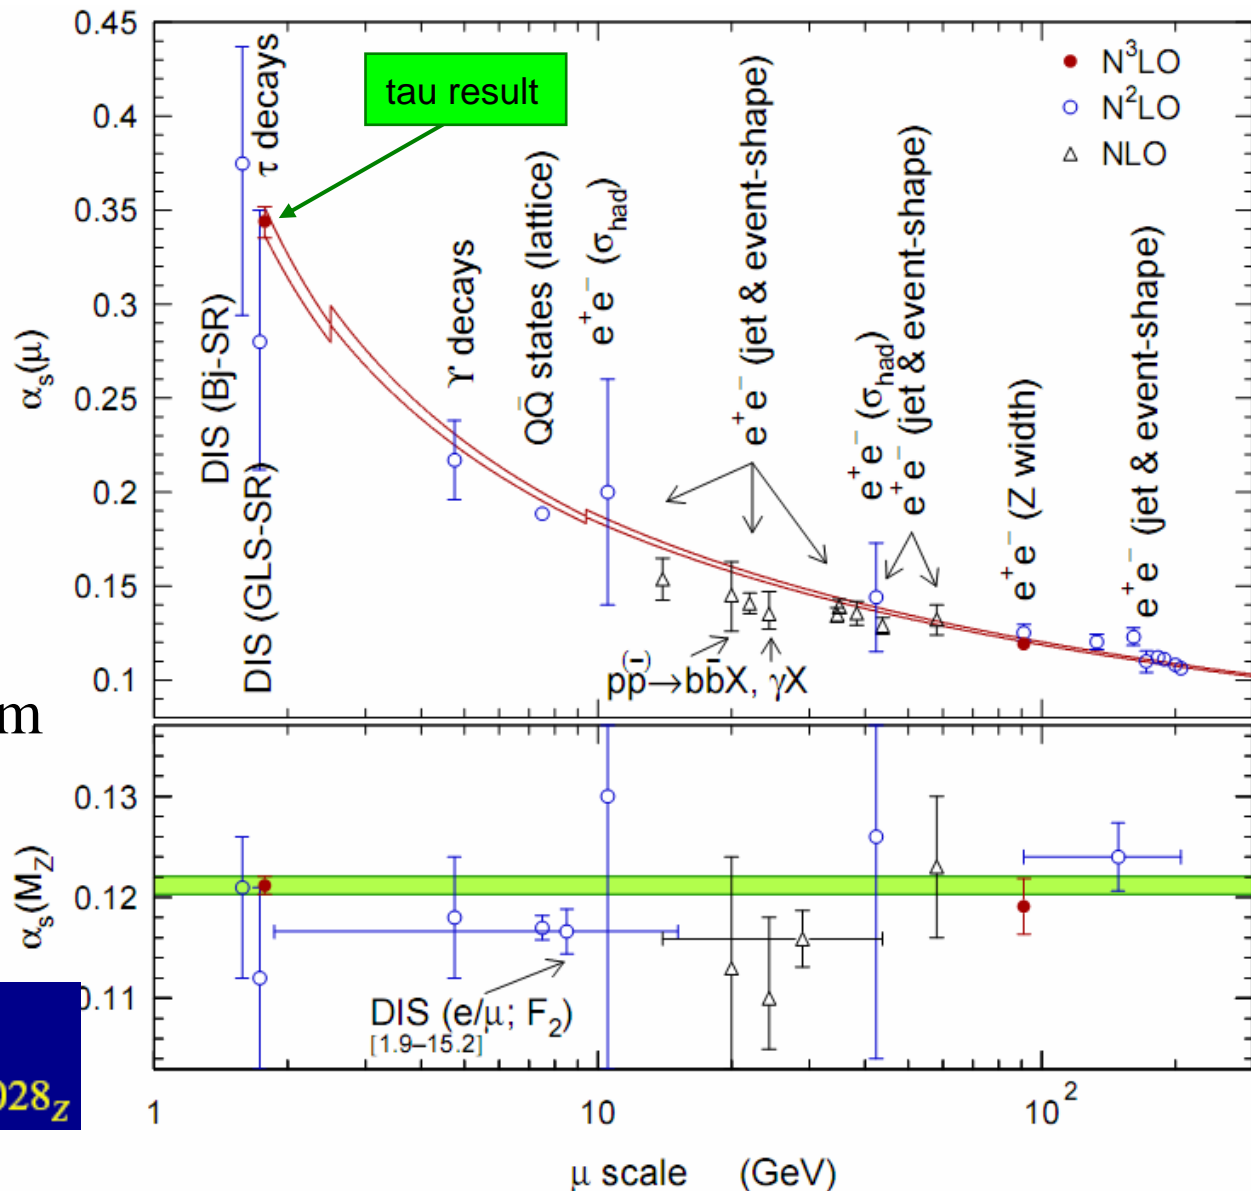 0.45
0.4
0.35
0.3
0.25
0.2
0.15
0.1
αs(μ)
τ decays
tau result
N³LO
N²LO
NLO
DIS (Bj-SR)
DIS (GLS-SR)
ϒ decays
QQ̄ states (lattice)
e⁺e⁻ (σhad)
e⁺e⁻ (jet & event-shape)
e⁺e⁻ (σhad)
e⁺e⁻ (jet & event-shape)
e⁺e⁻ (Z width)
e⁺e⁻ (jet & event-shape)
p(p̄)→bb̄X, γX
m
0.13
0.12
0.11
αs(MZ)
DIS (e/μ; F₂)
[1.9–15.2]
028Z
1
10
10²
μ scale (GeV)